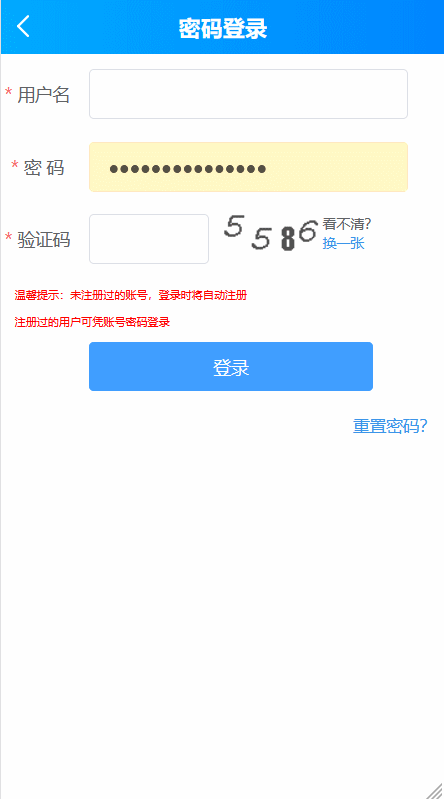 密码登录
* 用户名
* 密 码 ●●●●●●●●●●●●●●●
* 验证码 5586 看不清?
换一张
温馨提示：未注册过的账号，登录时将自动注册
注册过的用户可凭账号密码登录
登录
重置密码?